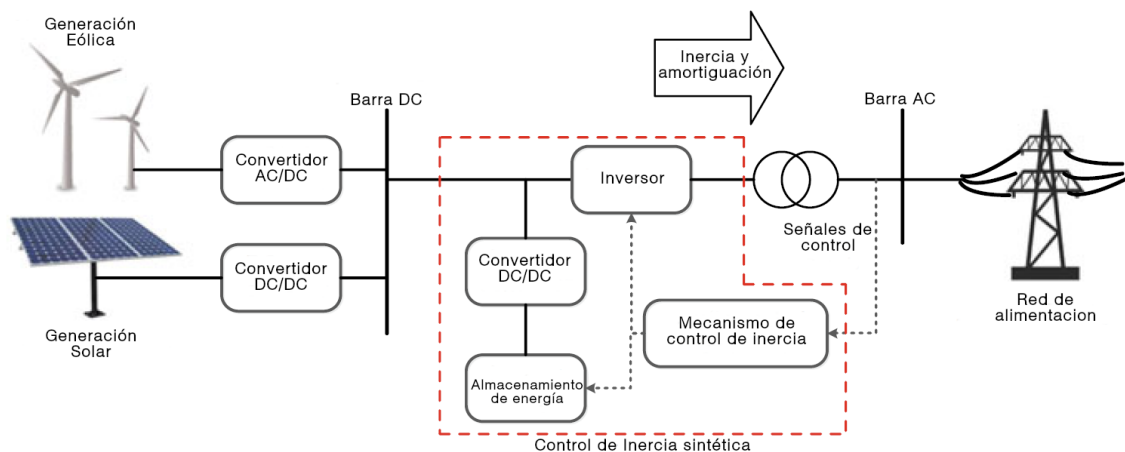 Generación
Eólica
Inercia y
amortiguación
Barra DC
Barra AC
Convertidor
AC/DC
Inversor
Señales de
control
Convertidor
DC/DC
Convertidor
DC/DC
Generación
Solar
Mecanismo de
control de inercia
Red de
alimentacion
Almacenamiento
de energía
Control de Inercia sintética